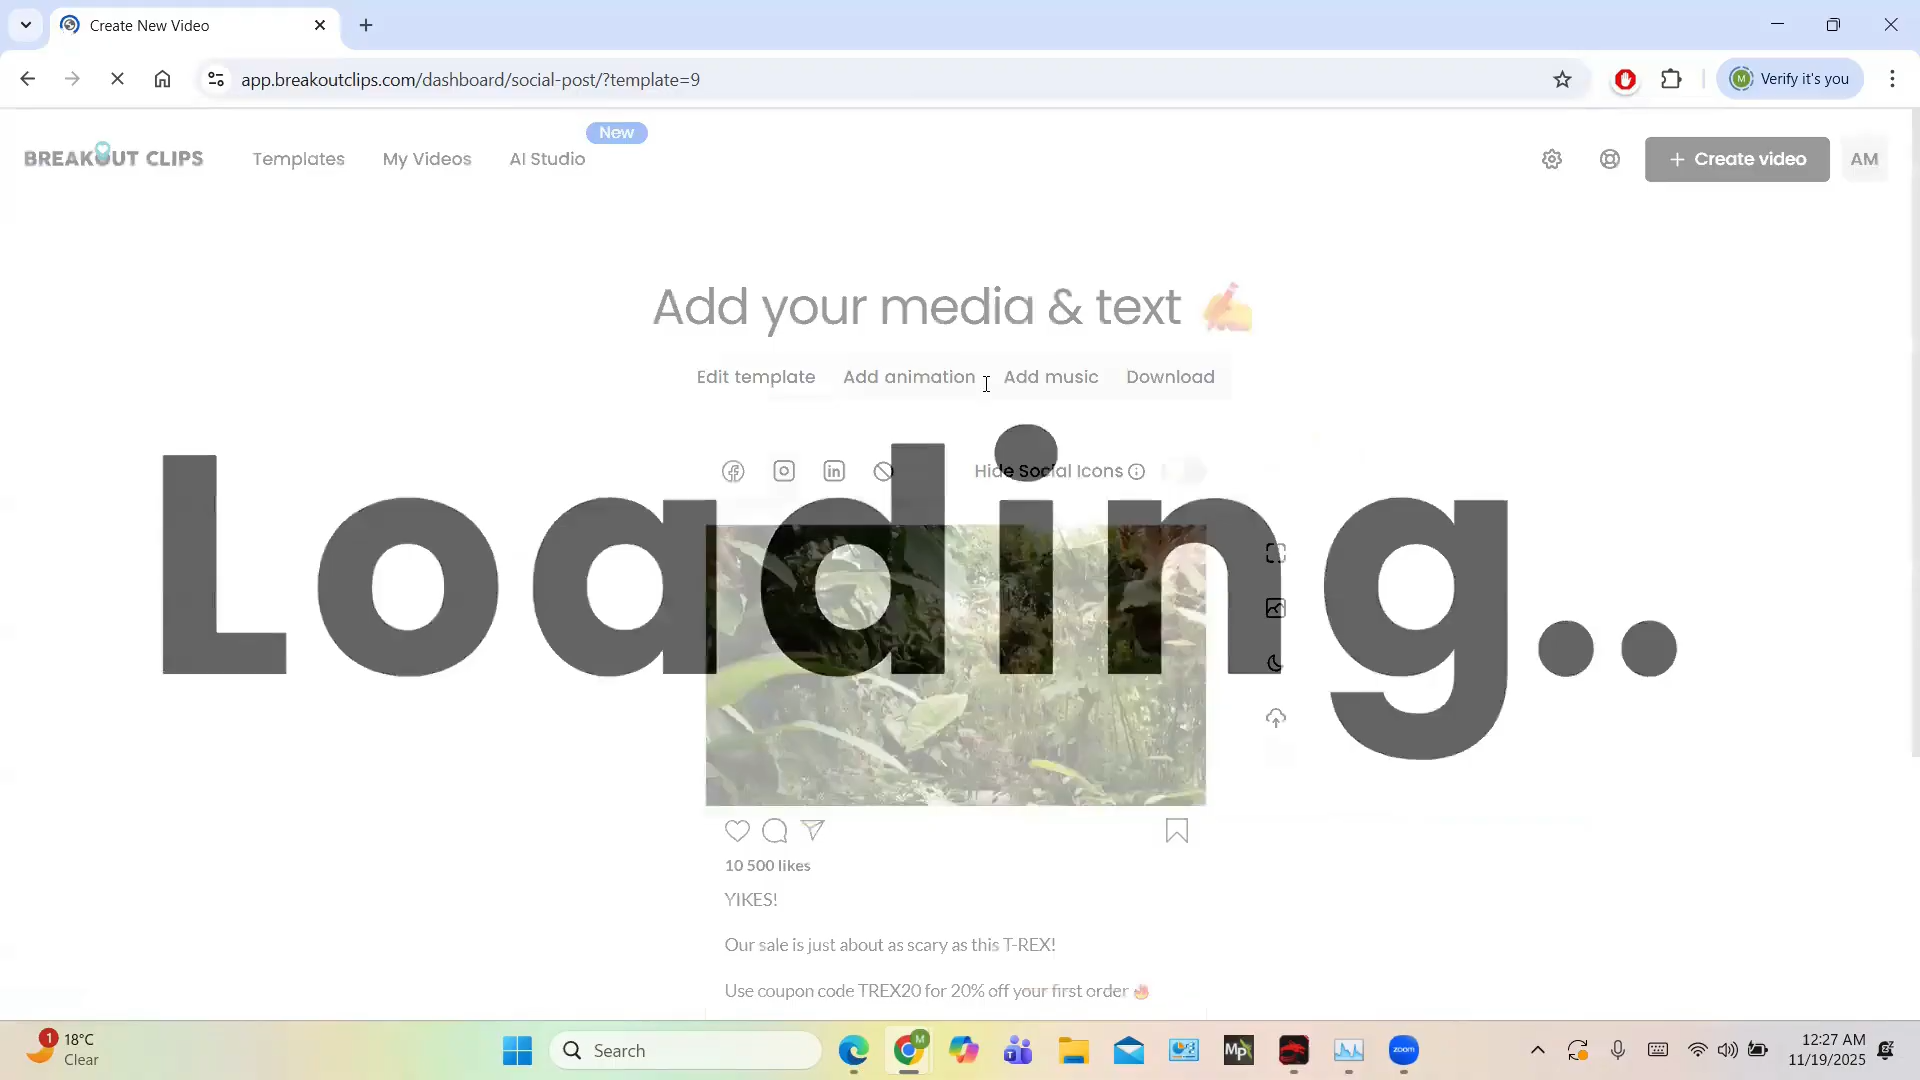 Create New Video
app.breakoutclips.com/dashboard/social-post/?template=9
Verify it's you
New
BREAKOUT CLIPS
Templates
My Videos
AI Studio
+ Create video
AM
Add your media & text
Edit template
Add animation
Add music
Download
Hide Social Icons
Loading..
10 500 likes
YIKES!
Our sale is just about as scary as this T-REX!
Use coupon code TREX20 for 20% off your first order
1
18°C
Clear
Search
M
Mp
zoom
12:27 AM
11/19/2025